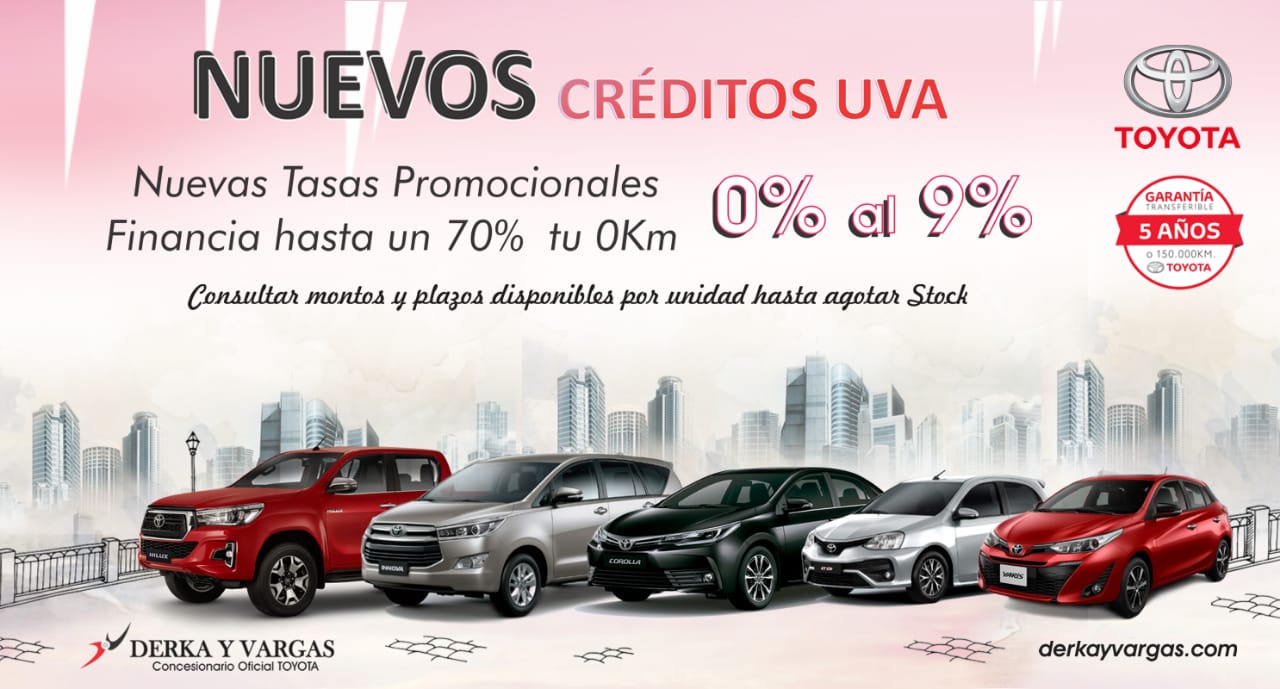 NUEVOS CRÉDITOS UVA
Nuevas Tasas Promocionales
Financia hasta un 70% tu 0Km
0% al 9%
Consultar montos y plazos disponibles por unidad hasta agotar Stock
TOYOTA
GARANTÍA
TRANSFERIBLE
5 AÑOS
o 150.000KM.
TOYOTA
HILUX
INNOVA
COROLLA
YARIS
DERKA Y VARGAS
Concesionario Oficial TOYOTA
derkayvargas.com